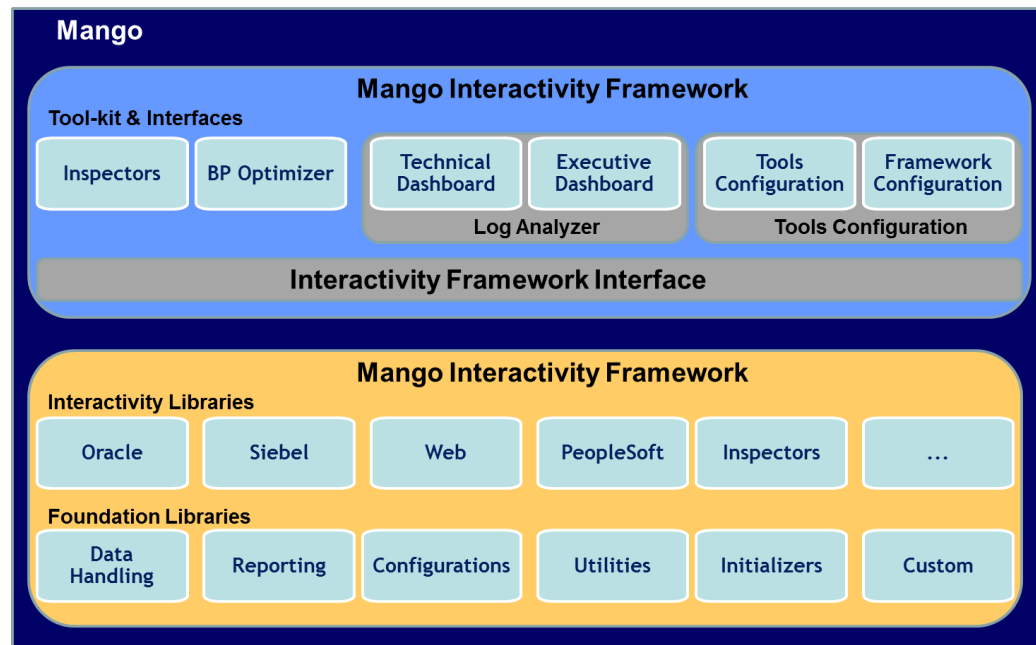 Mango
Mango Interactivity Framework
Tool-kit & Interfaces
Inspectors
BP Optimizer
Technical
Dashboard
Executive
Dashboard
Log Analyzer
Tools
Configuration
Framework
Configuration
Tools Configuration
Interactivity Framework Interface
Mango Interactivity Framework
Interactivity Libraries
Oracle
Siebel
Web
PeopleSoft
Inspectors
...
Foundation Libraries
Data
Handling
Reporting
Configurations
Utilities
Initializers
Custom